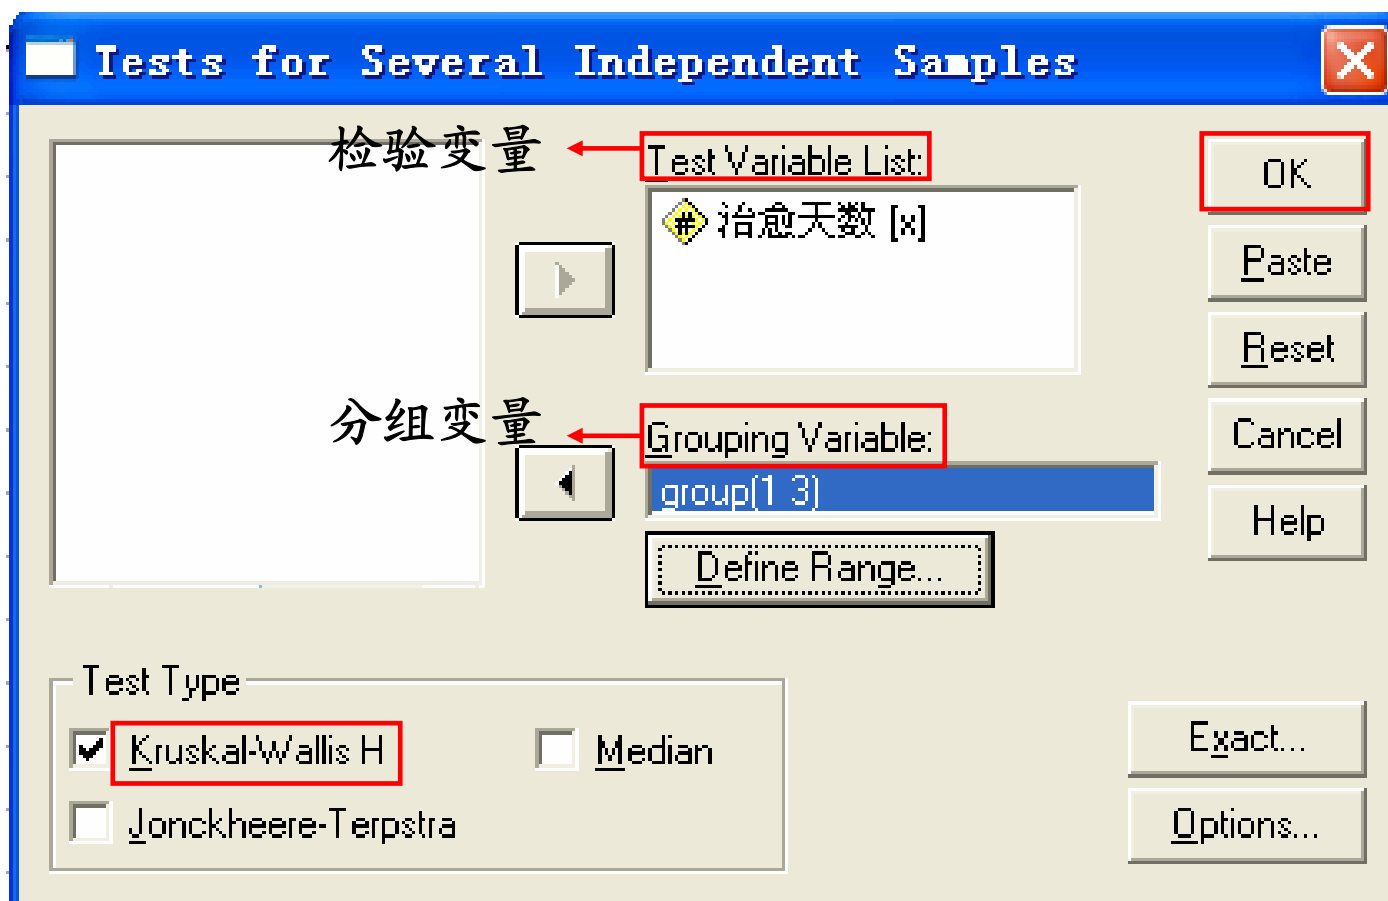 Tests for Several Independent Samples
检验变量
Test Variable List:
治愈天数 [x]
分组变量
Grouping Variable:
group(1 3)
Define Range...
OK
Paste
Reset
Cancel
Help
Test Type
Kruskal-Wallis H
Median
Jonckheere-Terpstra
Exact...
Options...